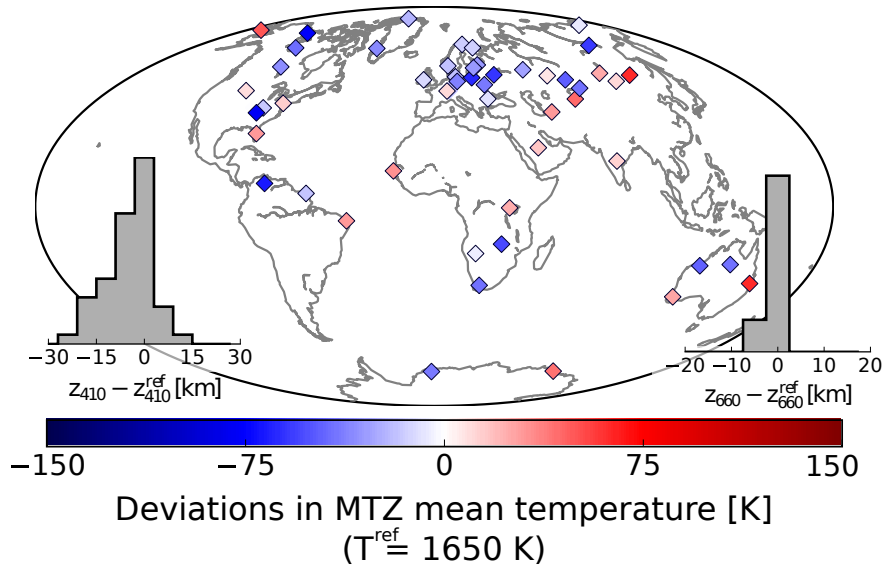 −30 −15 0 15 30
z410 − z410ref [km]
−20 −10 0 10 20
z660 − z660ref [km]
−150 −75 0 75 150
Deviations in MTZ mean temperature [K]
(Tref = 1650 K)